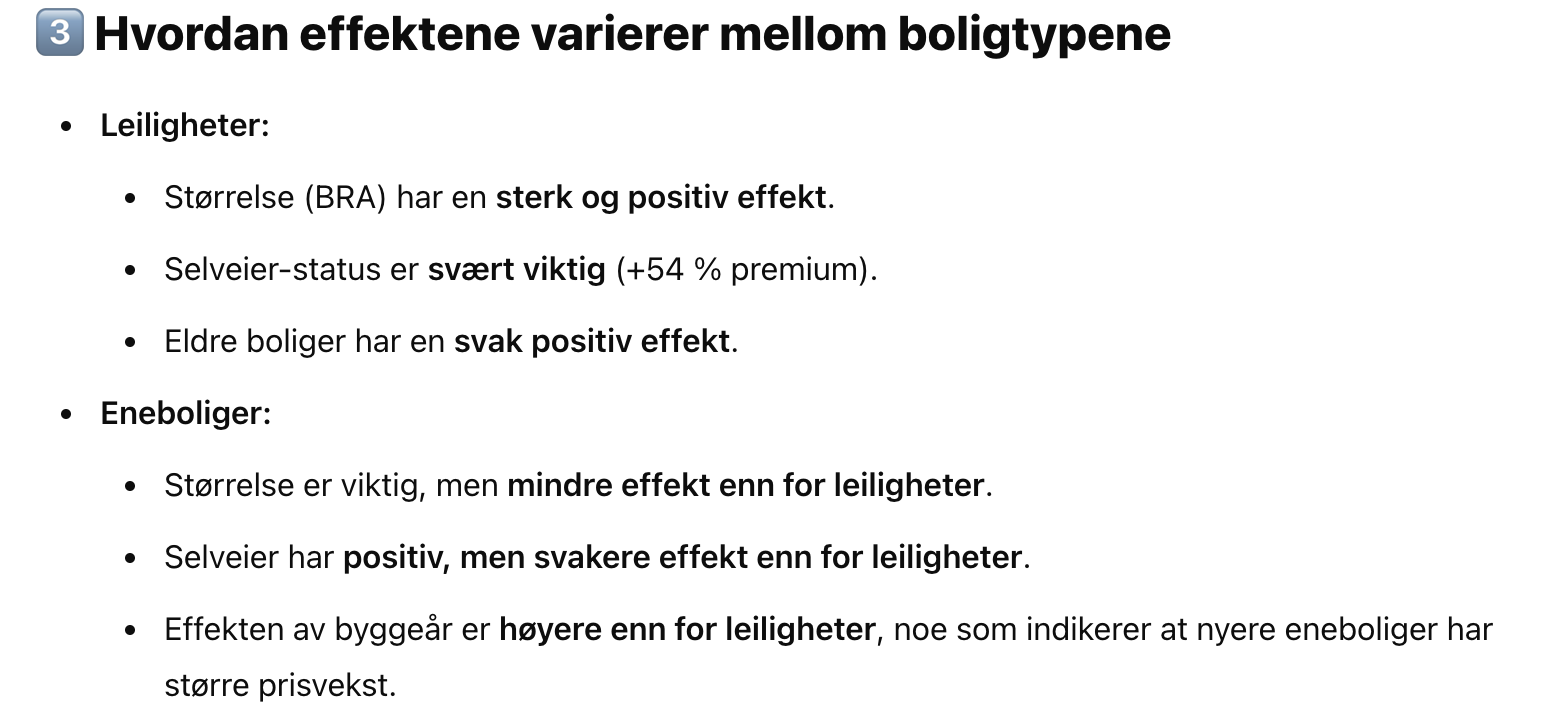 3 Hvordan effektene varierer mellom boligtypene
• Leiligheter:
• Størrelse (BRA) har en sterk og positiv effekt.
• Selveier-status er svært viktig (+54 % premium).
• Eldre boliger har en svak positiv effekt.
• Eneboliger:
• Størrelse er viktig, men mindre effekt enn for leiligheter.
• Selveier har positiv, men svakere effekt enn for leiligheter.
• Effekten av byggeår er høyere enn for leiligheter, noe som indikerer at nyere eneboliger har
større prisvekst.